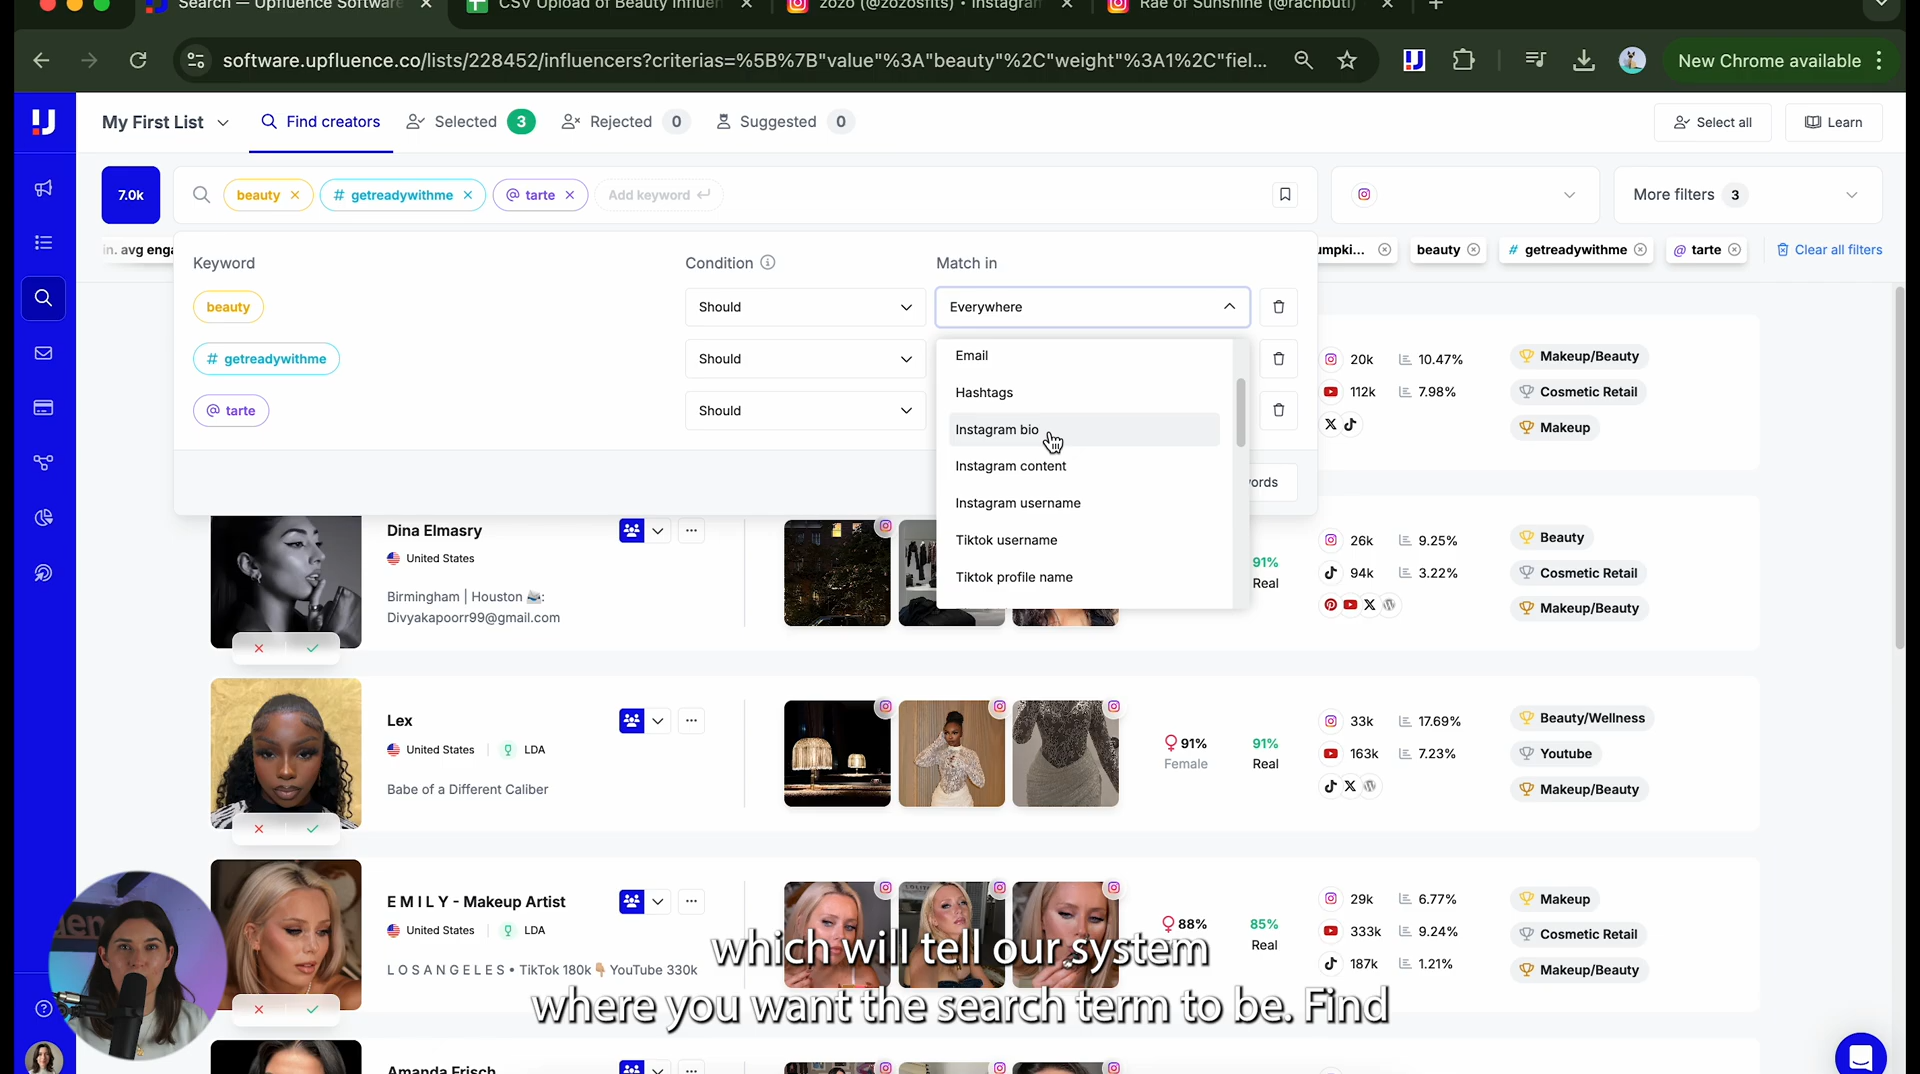 Search — Upfluence Software
CSV Upload of Beauty Influen
zozo (@zozosfits) • Instagram
Rae of Sunshine (@rachbuti)
software.upfluence.co/lists/228452/influencers?criterias=%5B%7B"value"%3A"beauty"%2C"weight"%3A1%2C"fiel...
New Chrome available
My First List
Find creators
Selected 3
Rejected 0
Suggested 0
Select all
Learn
7.0k
beauty
# getreadywithme
@ tarte
Add keyword
More filters 3
in. avg enga
umpki...
beauty
# getreadywithme
@ tarte
Clear all filters
Keyword
Condition
Match in
beauty
Should
Everywhere
# getreadywithme
Should
@ tarte
Should
Email
Hashtags
Instagram bio
Instagram content
Instagram username
Tiktok username
Tiktok profile name
words
20k 10.47%
112k 7.98%
Makeup/Beauty
Cosmetic Retail
Makeup
Dina Elmasry
United States
Birmingham | Houston
Divyakapoorr99@gmail.com
91%
Real
26k 9.25%
94k 3.22%
Beauty
Cosmetic Retail
Makeup/Beauty
Lex
United States
LDA
Babe of a Different Caliber
91%
Female
91%
Real
33k 17.69%
163k 7.23%
Beauty/Wellness
Youtube
Makeup/Beauty
E M I L Y - Makeup Artist
United States
LDA
L O S A N G E L E S • TikTok 180k YouTube 330k
88%
85%
Real
29k 6.77%
333k 9.24%
187k 1.21%
Makeup
Cosmetic Retail
Makeup/Beauty
Amanda Frisch
which will tell our system
where you want the search term to be. Find